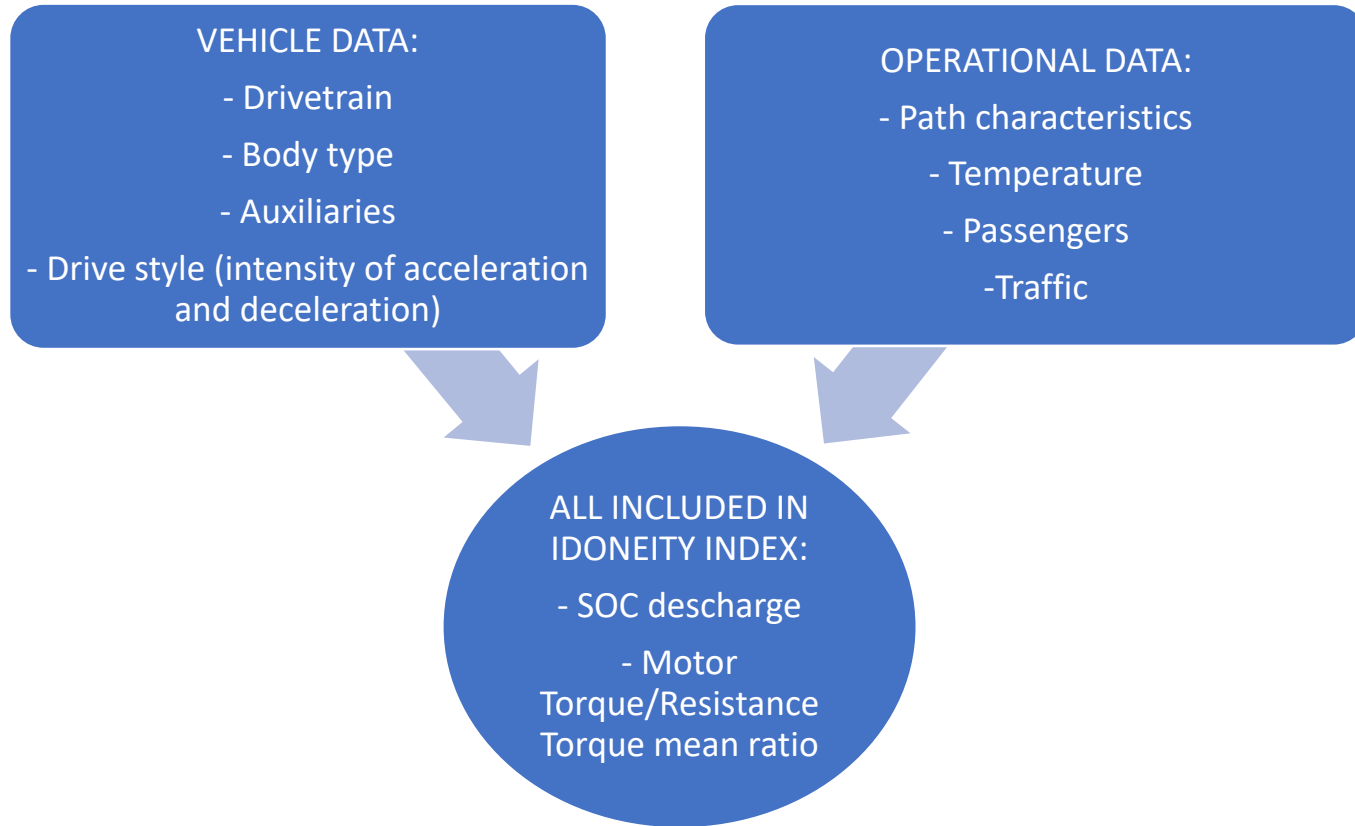 VEHICLE DATA:
- Drivetrain
- Body type
- Auxiliaries
- Drive style (intensity of acceleration
and deceleration)
OPERATIONAL DATA:
- Path characteristics
- Temperature
- Passengers
-Traffic
ALL INCLUDED IN
IDONEITY INDEX:
- SOC descharge
- Motor
Torque/Resistance
Torque mean ratio